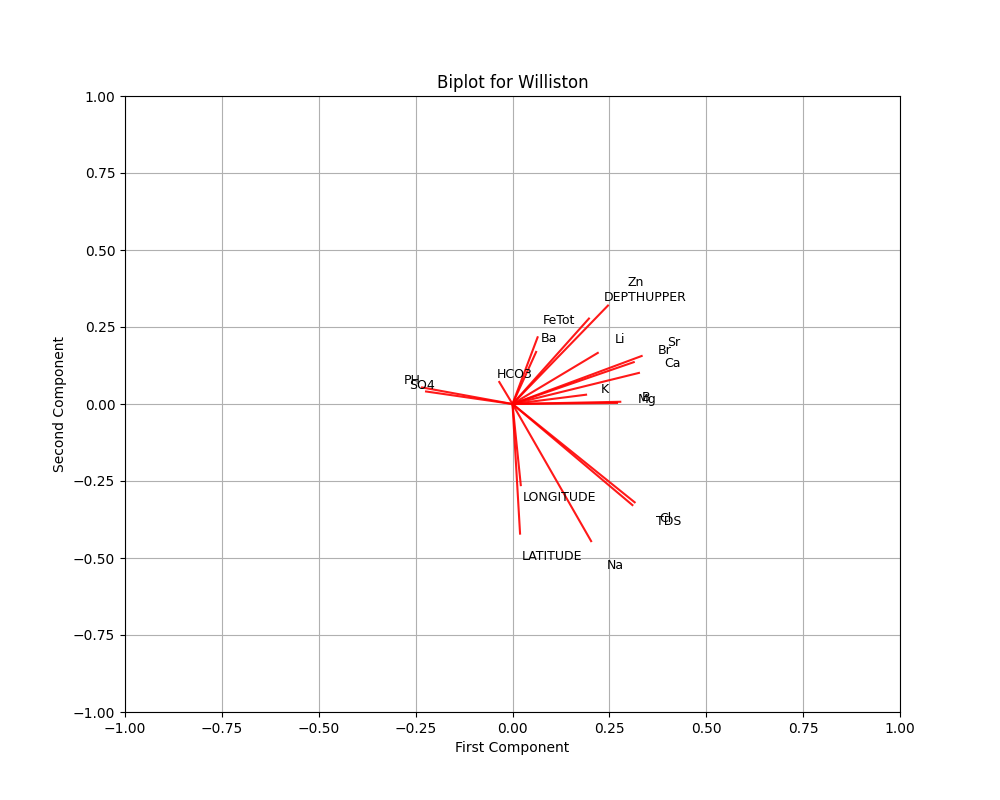 Biplot for Williston
1.00
0.75
0.50
0.25
0.00
−0.25
−0.50
−0.75
−1.00
Second Component
Zn
DEPTHUPPER
FeTot
Ba
Li
Sr
Br
Ca
HCO3
PH
SO4
K
B
Mg
LONGITUDE
Cl
TDS
LATITUDE
Na
−1.00 −0.75 −0.50 −0.25 0.00 0.25 0.50 0.75 1.00
First Component